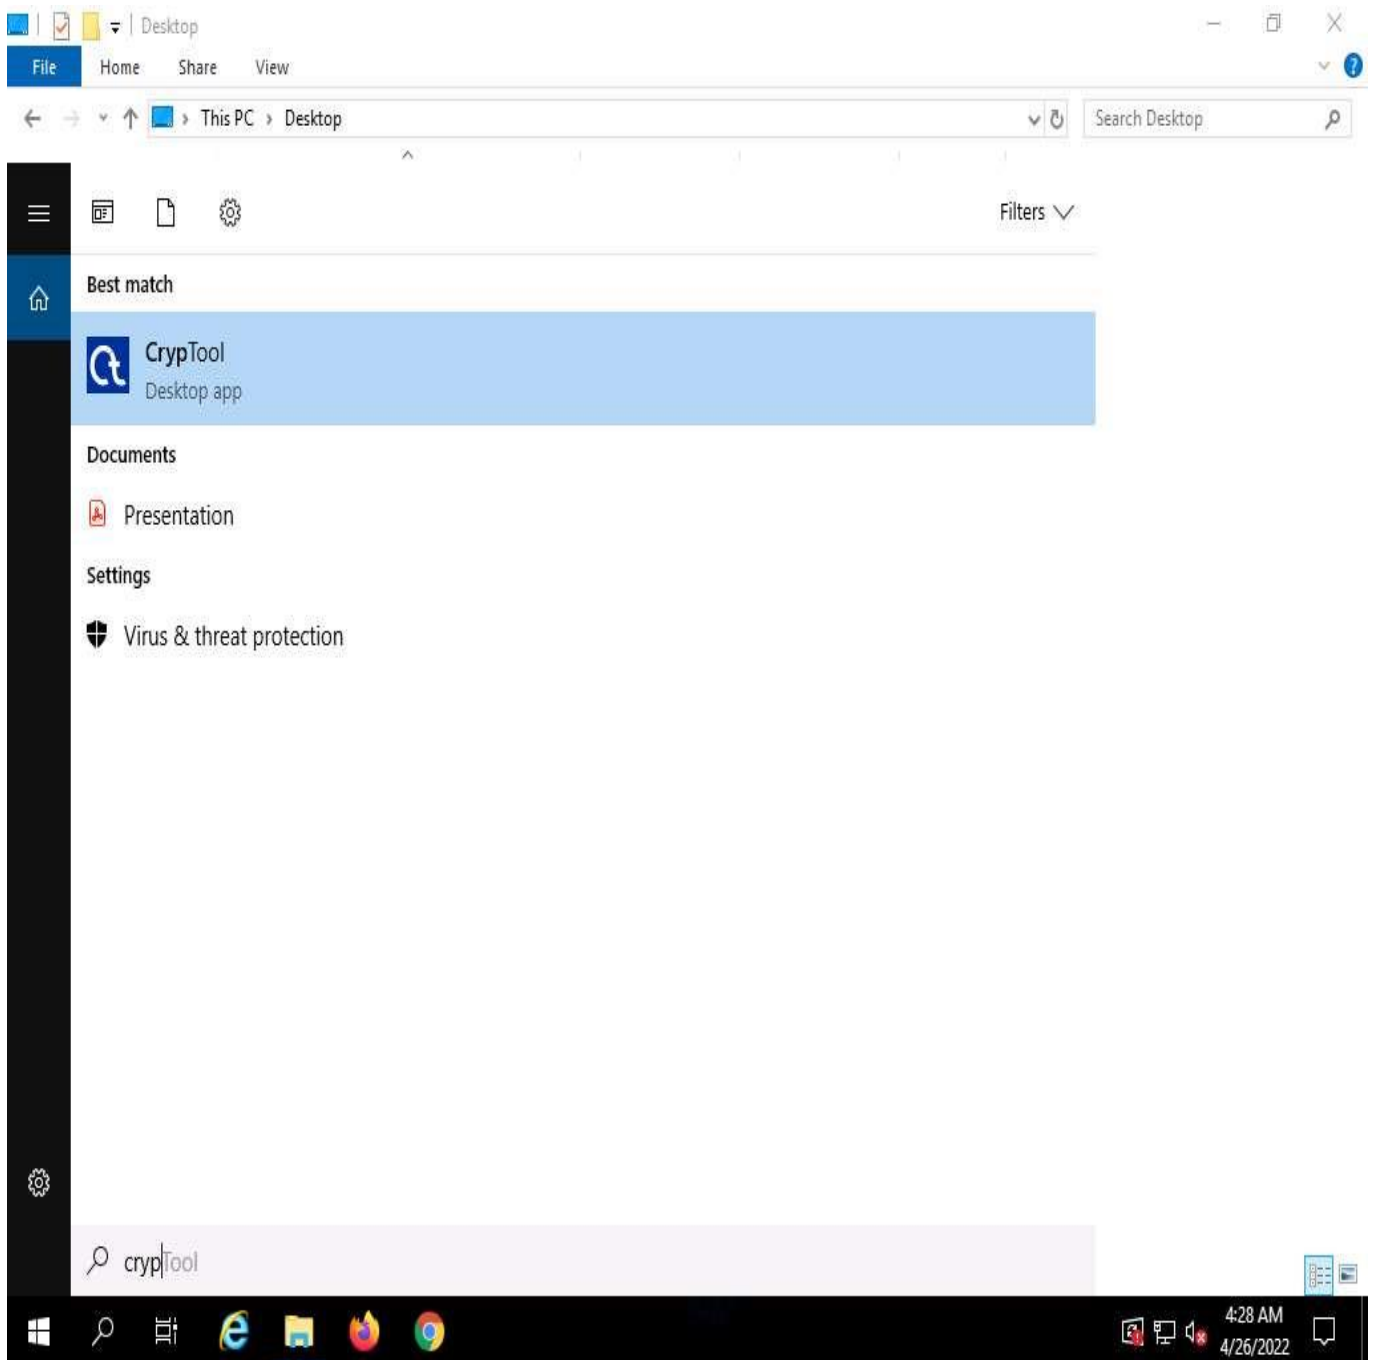 Desktop
File Home Share View
This PC › Desktop Search Desktop
Filters
Best match
CrypTool
Desktop app
Documents
Presentation
Settings
Virus & threat protection
crypTool
4:28 AM
4/26/2022